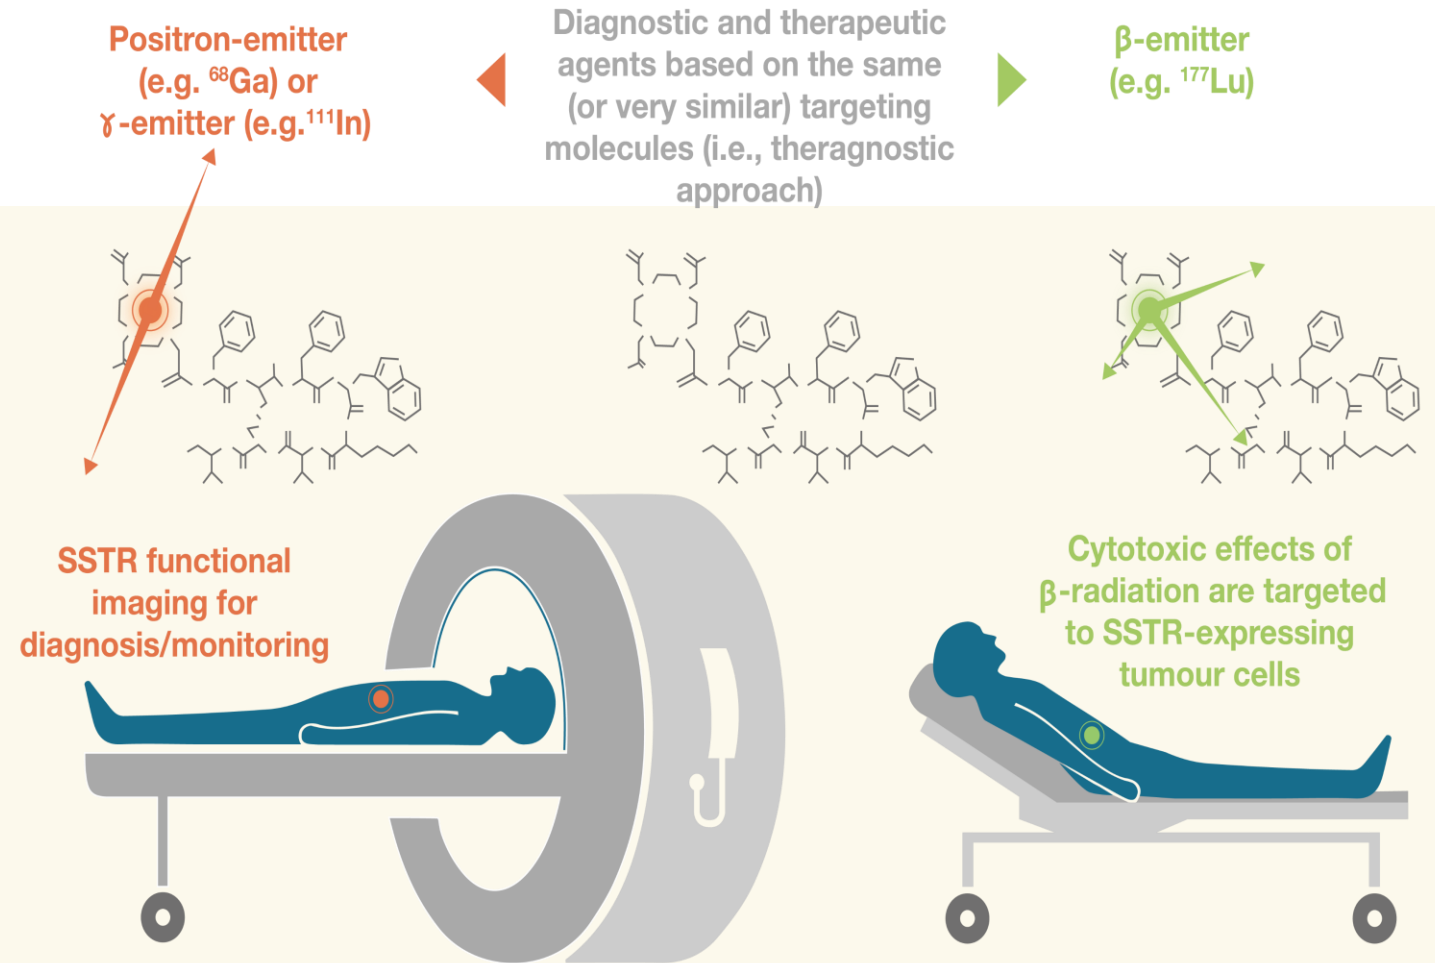 Positron-emitter
(e.g. ⁶⁸Ga) or
ɣ-emitter (e.g.¹¹¹In)
Diagnostic and therapeutic
agents based on the same
(or very similar) targeting
molecules (i.e., theragnostic
approach)
β-emitter
(e.g. ¹⁷⁷Lu)
SSTR functional
imaging for
diagnosis/monitoring
Cytotoxic effects of
β-radiation are targeted
to SSTR-expressing
tumour cells